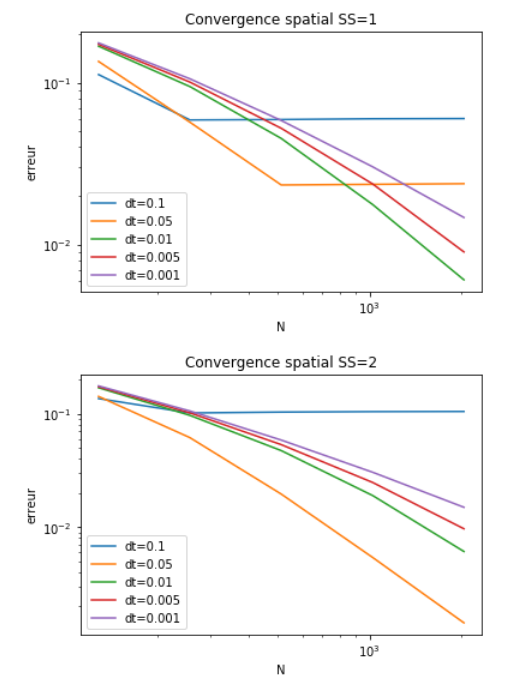 Convergence spatial SS=1
10⁻¹
erreur
10⁻²
dt=0.1
dt=0.05
dt=0.01
dt=0.005
dt=0.001
10³
N
Convergence spatial SS=2
10⁻¹
erreur
10⁻²
dt=0.1
dt=0.05
dt=0.01
dt=0.005
dt=0.001
10³
N